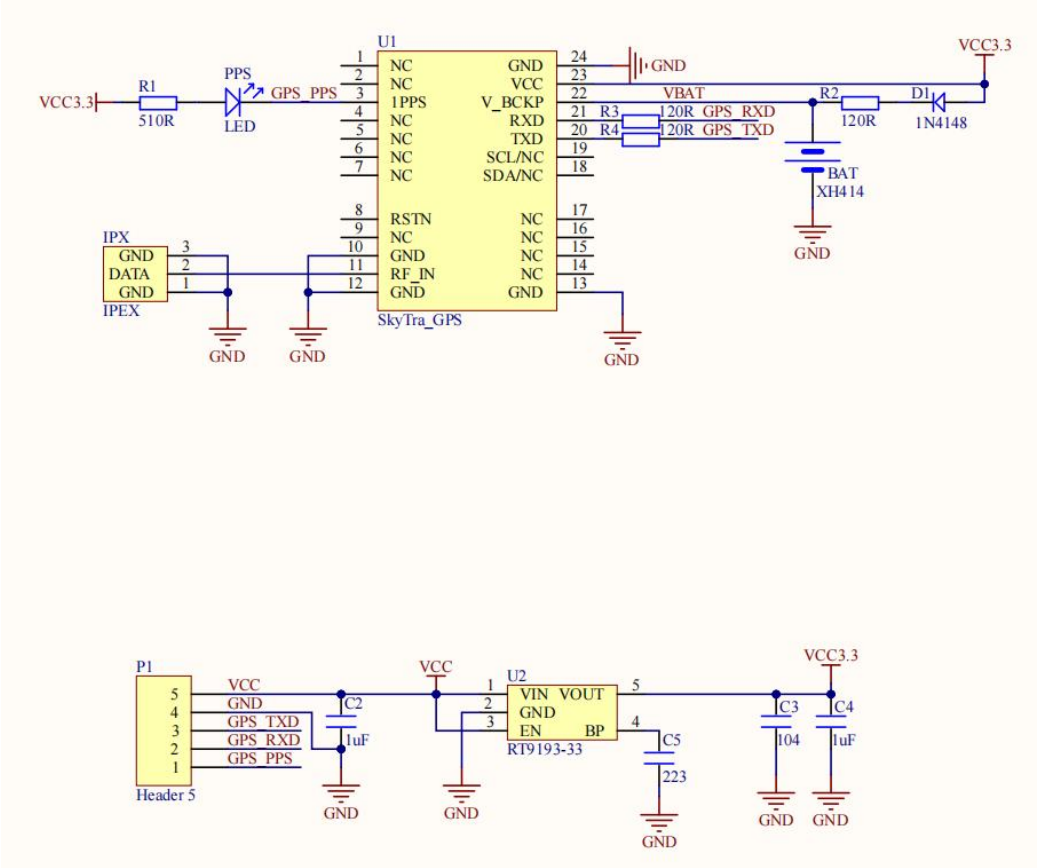 U1
VCC3.3
R1
510R
PPS
LED
GPS_PPS
1 NC
2 NC
3 1PPS
4 NC
5 NC
6 NC
7 NC
8 RSTN
9 NC
10 GND
11 RF_IN
12 GND
GND 24
VCC 23
V_BCKP 22
RXD 21
TXD 20
SCL/NC 19
SDA/NC 18
NC 17
NC 16
NC 15
NC 14
GND 13
SkyTra_GPS
GND
VCC3.3
VBAT
R2
120R
D1
1N4148
R3 120R GPS_RXD
R4 120R GPS_TXD
BAT
XH414
GND
IPX
GND 3
DATA 2
GND 1
IPEX
GND
GND
GND
P1
5 VCC
4 GND
3 GPS_TXD
2 GPS_RXD
1 GPS_PPS
Header 5
C2
1uF
GND
VCC
U2
1 VIN VOUT 5
2 GND
3 EN BP 4
RT9193-33
GND
C5
223
GND
VCC3.3
C3
104
C4
1uF
GND
GND